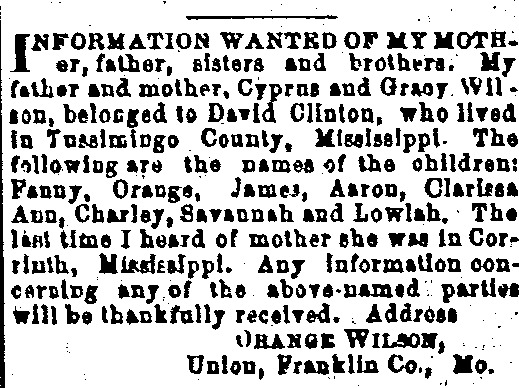 INFORMATION WANTED OF MY MOTH-
er, father, sisters and brothers. My
father and mother, Cyprus and Gracy Wil-
son, belonged to David Clinton, who lived
in Tussimingo County, Mississippi. The
following are the names of the children:
Fanny, Orange, James, Aaron, Clarissa
Ann, Charley, Savannah and Lowlah. The
last time I heard of mother she was in Cor-
rinth, Mississippi. Any information con-
cerning any of the above-named parties
will be thankfully received. Address
ORANGE WILSON,
Union, Franklin Co., Mo.